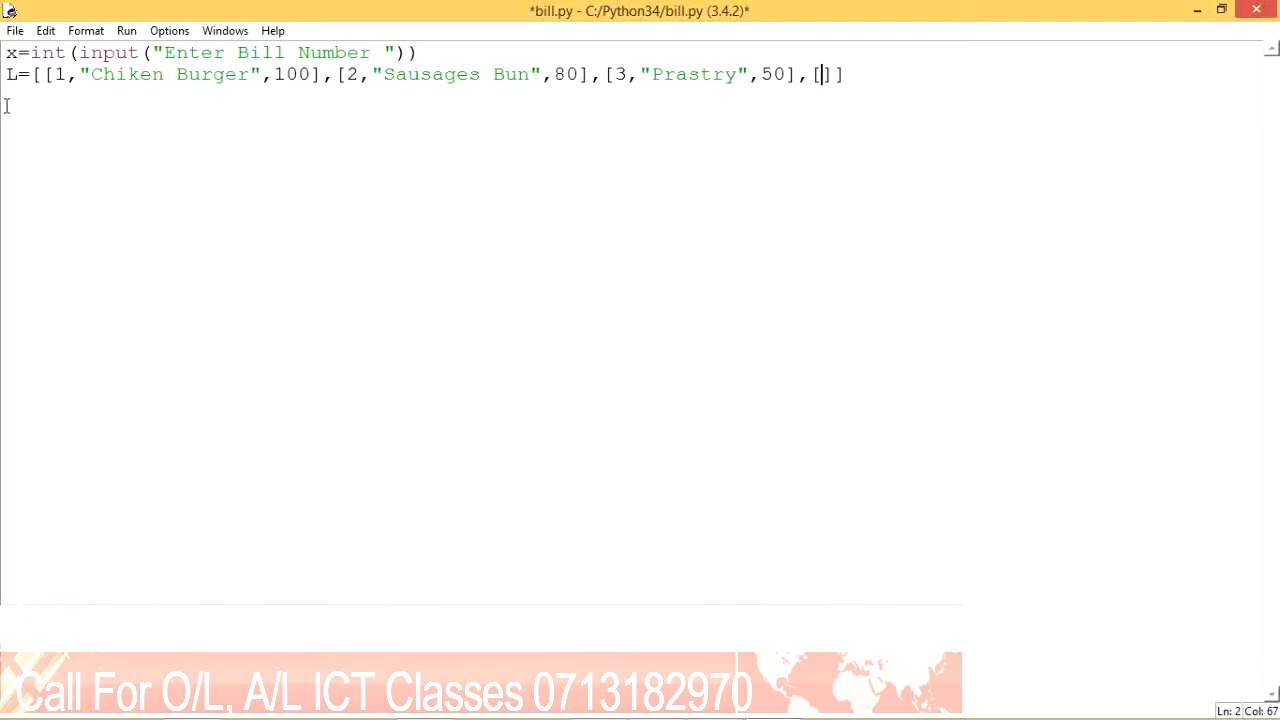 *bill.py - C:/Python34/bill.py (3.4.2)*
File Edit Format Run Options Windows Help
x=int(input("Enter Bill Number "))
L=[[1,"Chiken Burger",100],[2,"Sausages Bun",80],[3,"Prastry",50],[]]
Call For O/L, A/L ICT Classes 0713182970
Ln: 2 Col: 67